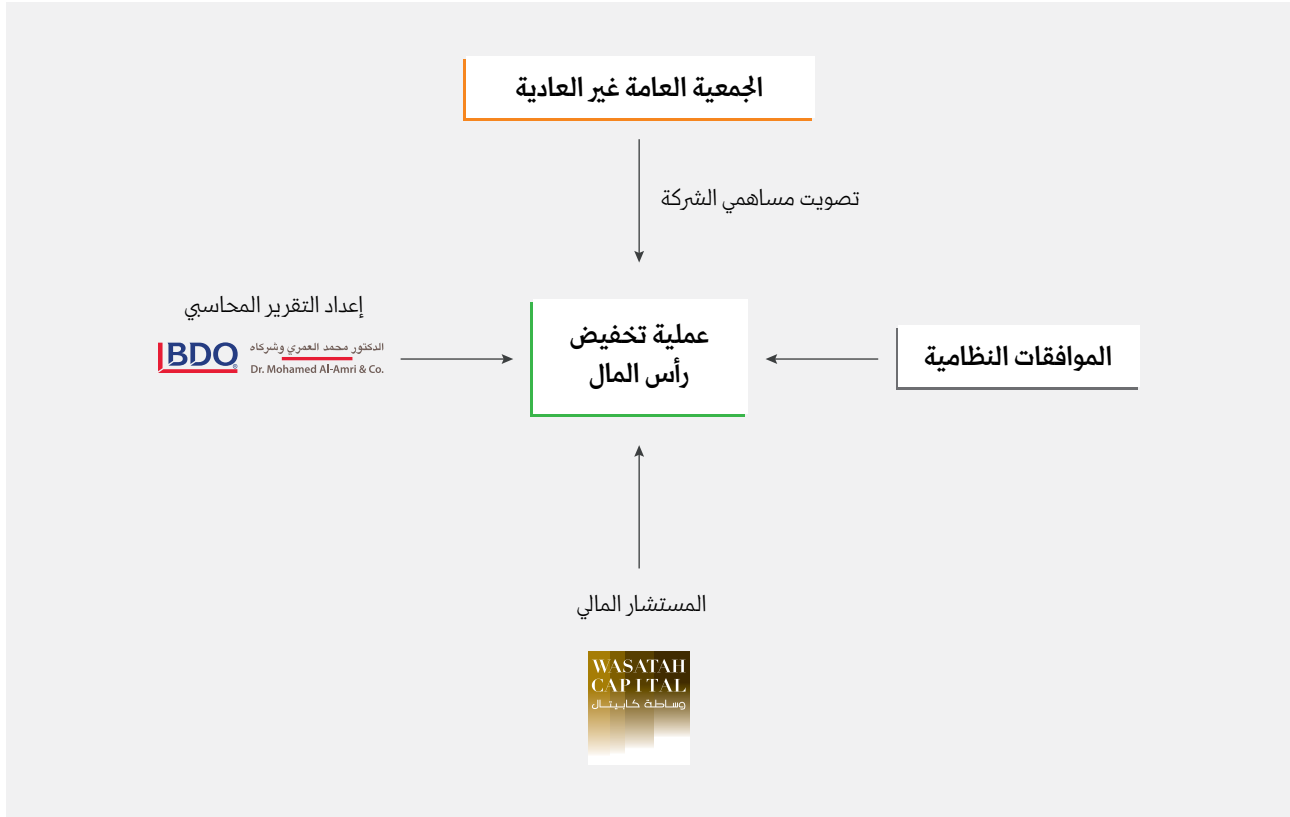 الجمعية العامة غير العادية
تصويت مساهمي الشركة
إعداد التقرير المحاسبي
BDO
الدكتور محمد العمري وشركاه
Dr. Mohamed Al-Amri & Co.
عملية تخفيض
رأس المال
الموافقات النظامية
المستشار المالي
WASATAH
CAPITAL
وساطة كابيتال